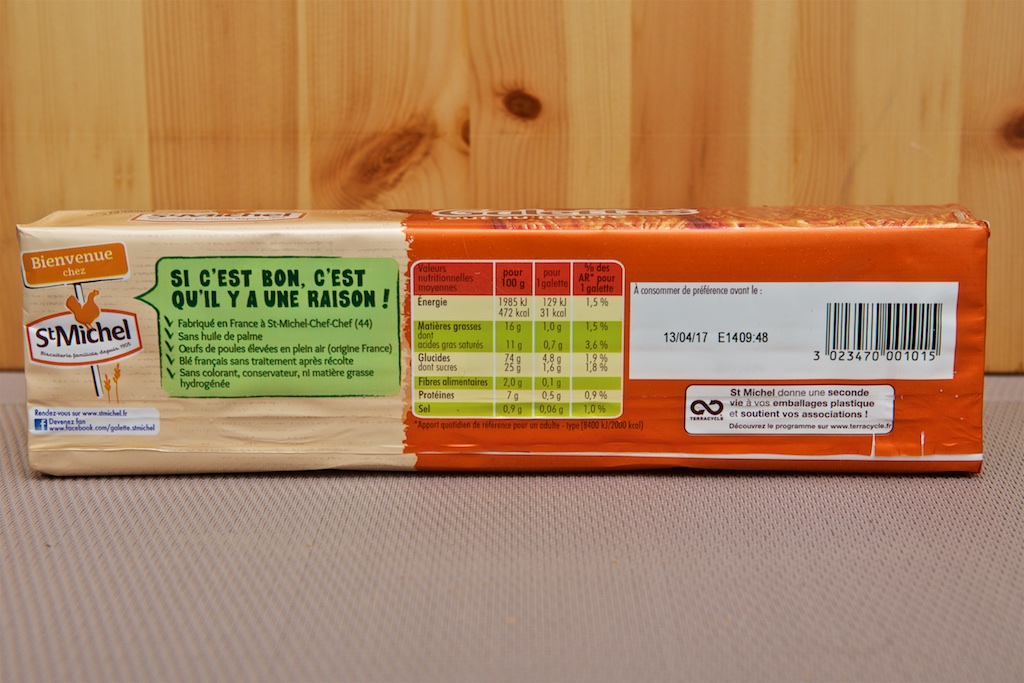 St Michel
Bienvenue
chez
St Michel
Biscuiterie familiale depuis 1905
Rendez-vous sur www.stmichel.fr
Devenez fan
www.facebook.com/galette.stmichel
SI C'EST BON, C'EST
QU'IL Y A UNE RAISON !
Fabriqué en France à St-Michel-Chef-Chef (44)
Sans huile de palme
Œufs de poules élevées en plein air (origine France)
Blé français sans traitement après récolte
Sans colorant, conservateur, ni matière grasse
hydrogénée
Valeurs nutritionnelles moyennes pour 100 g pour 1 galette % des AR* pour 1 galette
Énergie 1985 kJ 472 kcal 129 kJ 31 kcal 1,5 %
Matières grasses 16 g 1,0 g 1,5 %
dont acides gras saturés 11 g 0,7 g 3,6 %
Glucides 74 g 4,8 g 1,9 %
dont sucres 25 g 1,6 g 1,8 %
Fibres alimentaires 2,0 g 0,1 g
Protéines 7 g 0,5 g 0,9 %
Sel 0,9 g 0,06 g 1,0 %
*Apport quotidien de référence pour un adulte - type (8400 kJ/2000 kcal)
À consommer de préférence avant le :
13/04/17 E1409:48
3 023470 001015
TERRACYCLE
St Michel donne une seconde
vie à vos emballages plastique
et soutient vos associations !
Découvrez le programme sur www.terracycle.fr